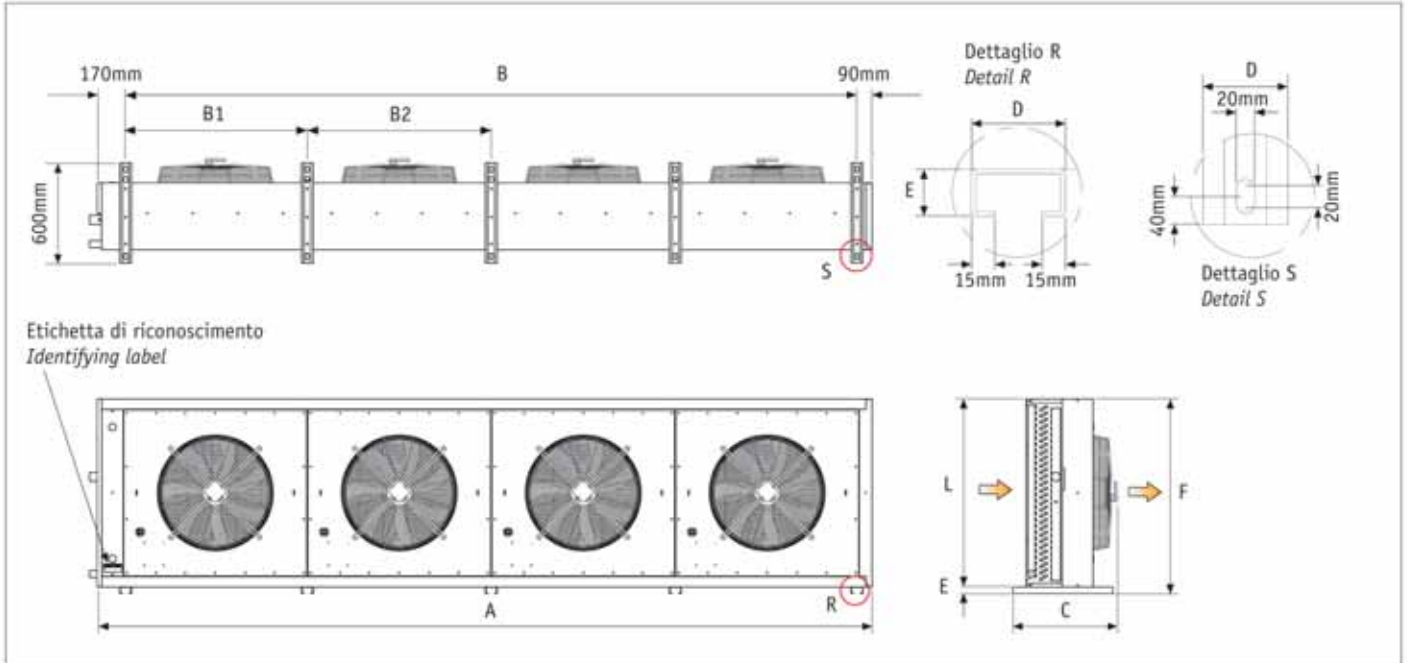 170mm
B
90mm
B1
B2
600mm
S
Dettaglio R
Detail R
D
E
15mm
15mm
D
20mm
40mm
20mm
Dettaglio S
Detail S
Etichetta di riconoscimento
Identifying label
R
A
L
E
C
F